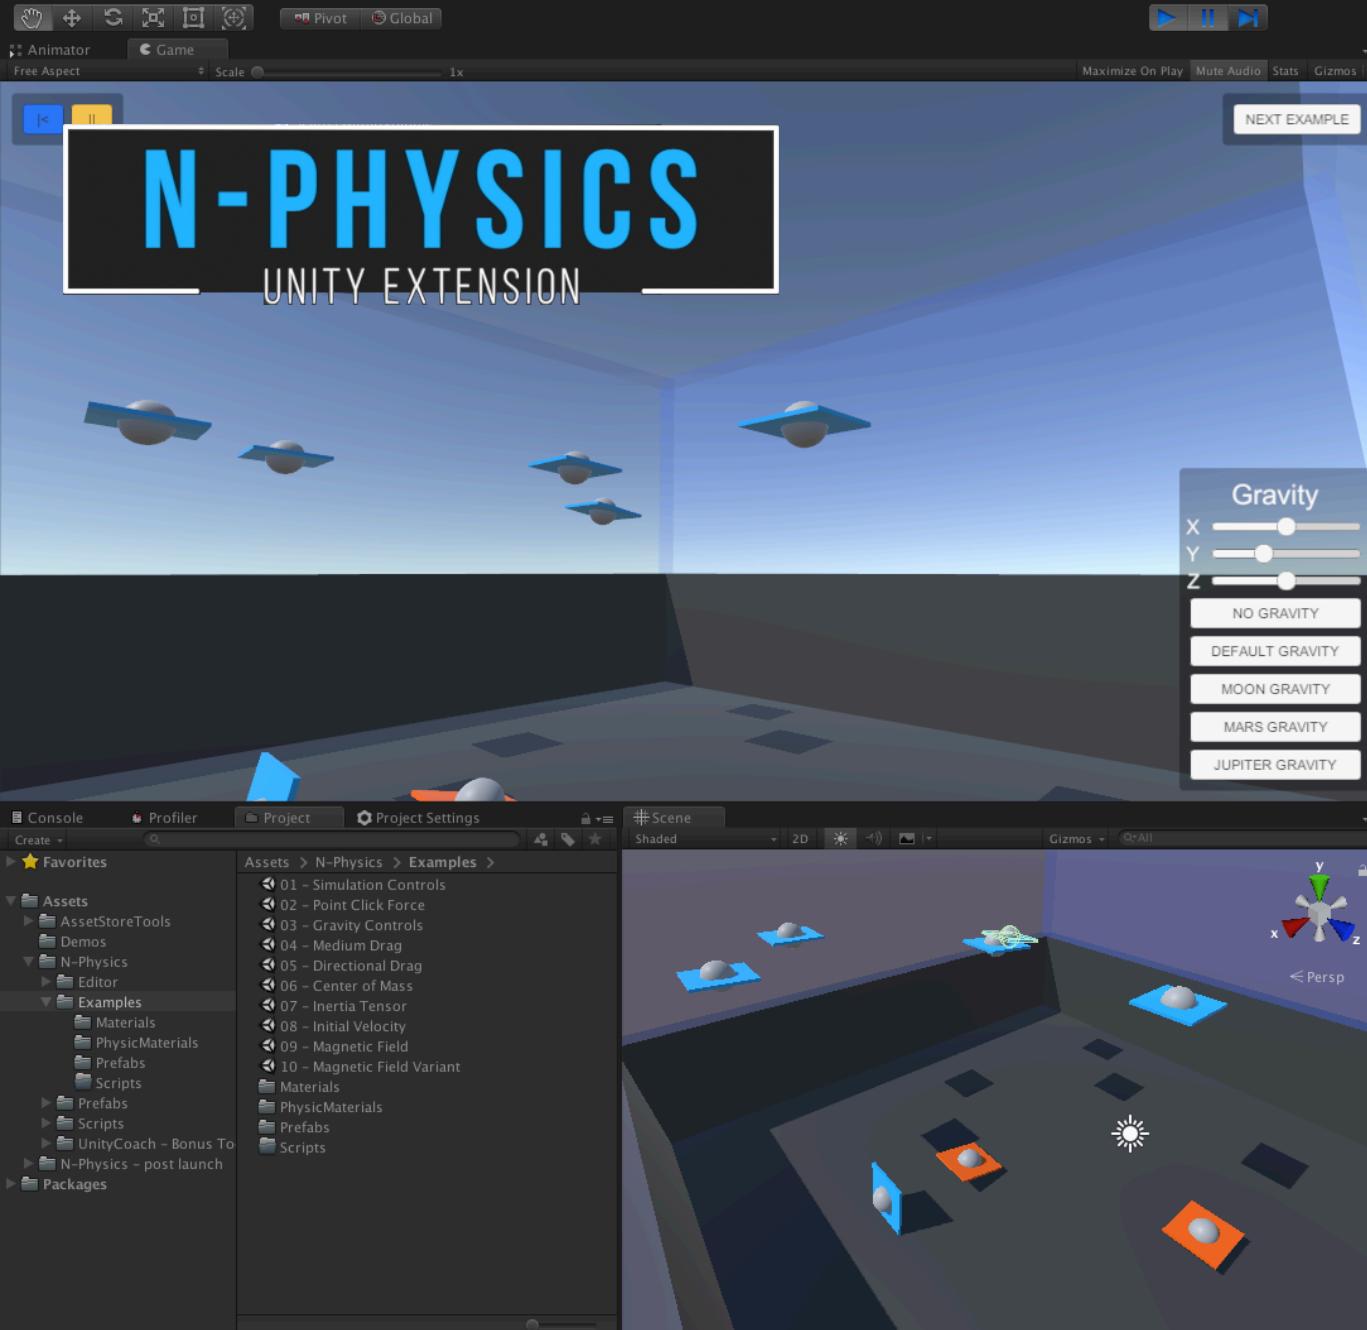 Pivot Global
Animator Game
Free Aspect Scale 1x Maximize On Play Mute Audio Stats Gizmos
|< || NEXT EXAMPLE
N-PHYSICS
UNITY EXTENSION
Gravity
X
Y
Z
NO GRAVITY
DEFAULT GRAVITY
MOON GRAVITY
MARS GRAVITY
JUPITER GRAVITY
Console Profiler Project Project Settings
Create
Favorites
Assets
AssetStoreTools
Demos
N-Physics
Editor
Examples
Materials
PhysicMaterials
Prefabs
Scripts
Prefabs
Scripts
UnityCoach - Bonus To
N-Physics - post launch
Packages
Assets > N-Physics > Examples >
01 - Simulation Controls
02 - Point Click Force
03 - Gravity Controls
04 - Medium Drag
05 - Directional Drag
06 - Center of Mass
07 - Inertia Tensor
08 - Initial Velocity
09 - Magnetic Field
10 - Magnetic Field Variant
Materials
PhysicMaterials
Prefabs
Scripts
Scene
Shaded 2D Gizmos All
y
x z
Persp